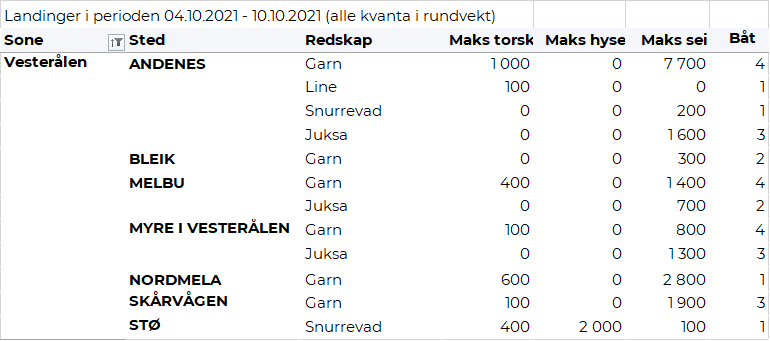 Landinger i perioden 04.10.2021 - 10.10.2021 (alle kvanta i rundvekt)
Sone Sted Redskap Maks torsk Maks hyse Maks sei Båt
Vesterålen ANDENES Garn 1 000 0 7 700 4
Line 100 0 0 1
Snurrevad 0 0 200 1
Juksa 0 0 1 600 3
BLEIK Garn 0 0 300 2
MELBU Garn 400 0 1 400 4
Juksa 0 0 700 2
MYRE I VESTERÅLEN Garn 100 0 800 4
Juksa 0 0 1 300 3
NORDMELA Garn 600 0 2 800 1
SKÅRVÅGEN Garn 100 0 1 900 3
STØ Snurrevad 400 2 000 100 1